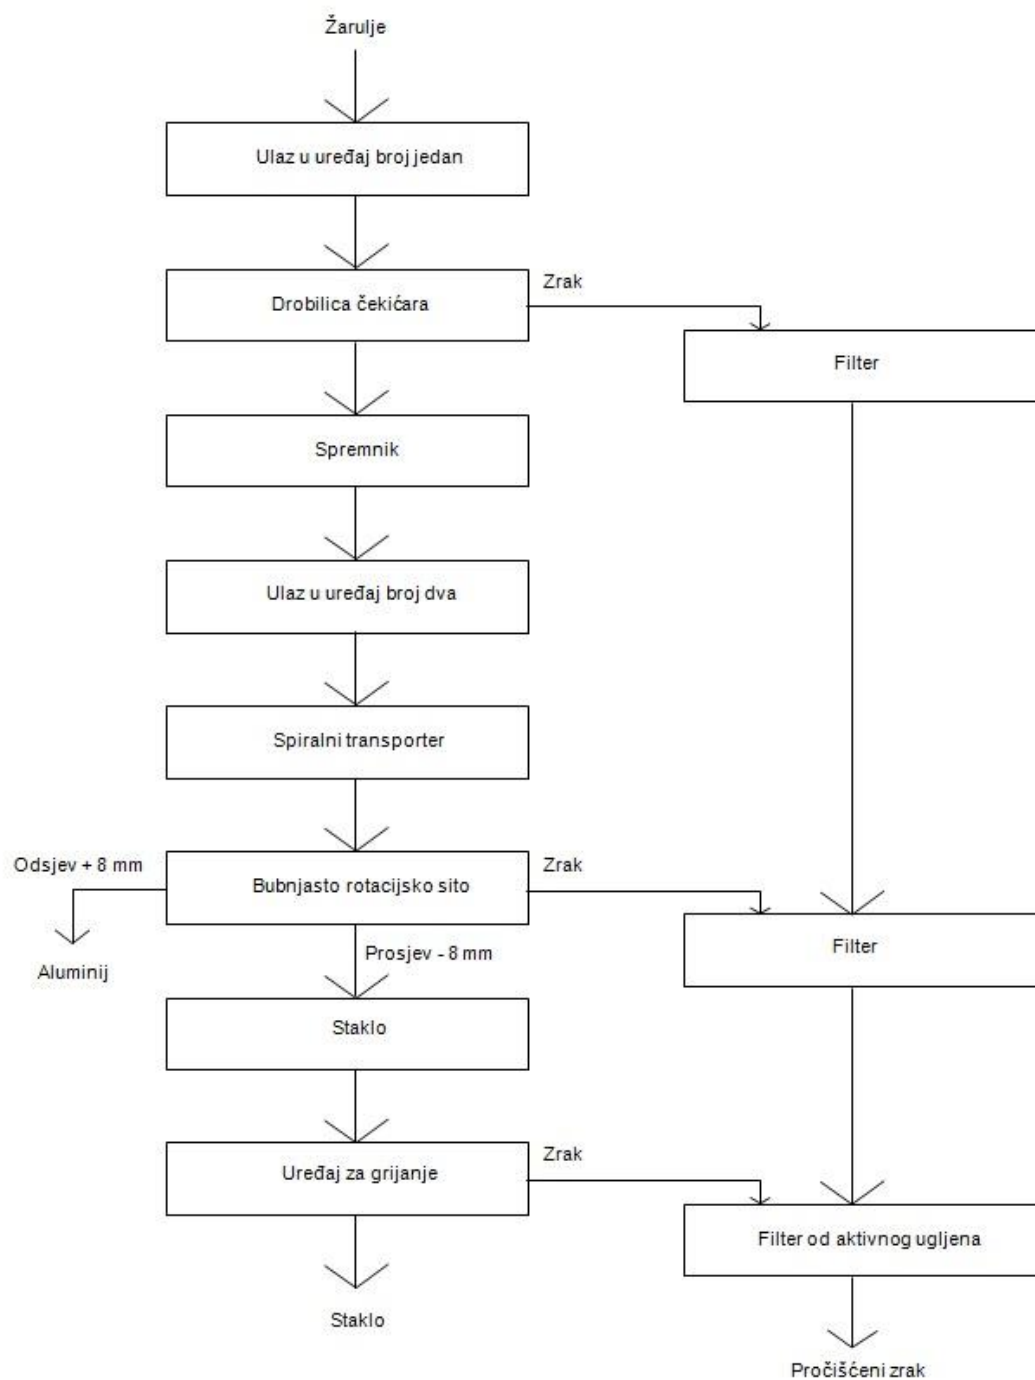 Žarulje
Ulaz u uređaj broj jedan
Drobilica čekićara
Zrak
Filter
Spremnik
Ulaz u uređaj broj dva
Spiralni transporter
Odsjev + 8 mm
Bubnjasto rotacijsko sito
Zrak
Filter
Prosjev - 8 mm
Aluminij
Staklo
Uređaj za grijanje
Zrak
Filter od aktivnog ugljena
Staklo
Pročišćeni zrak